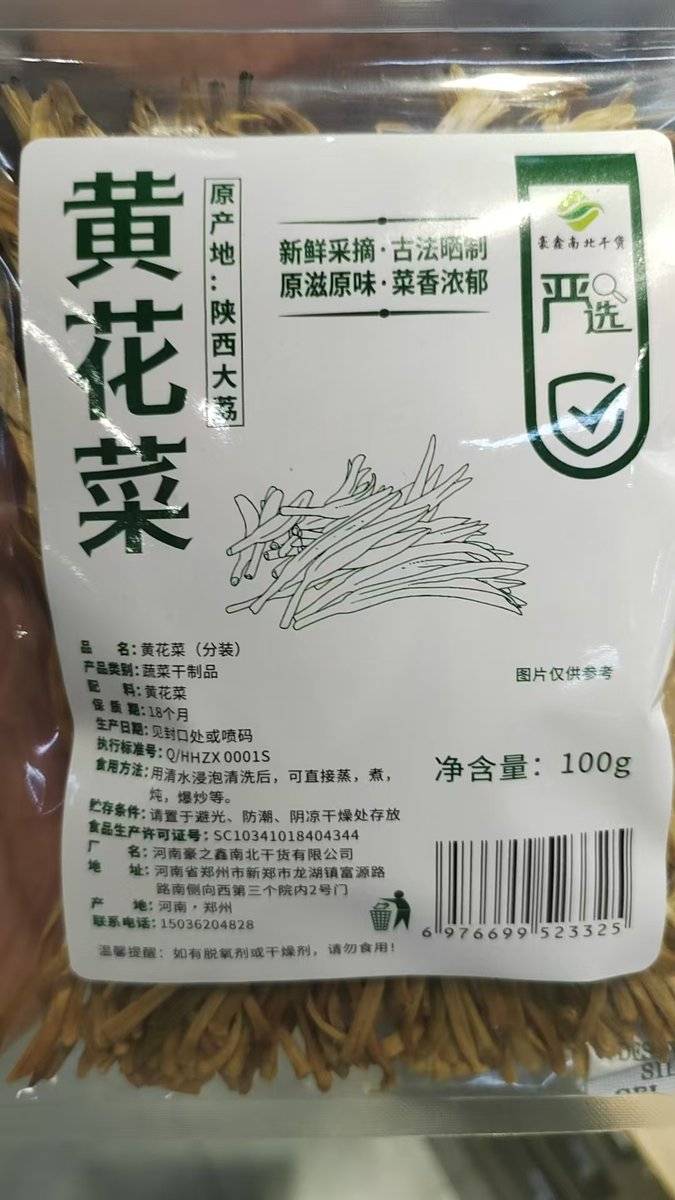 黄花菜
原产地：陕西大荔
新鲜采摘·古法晒制
原滋原味·菜香浓郁
豪鑫南北干货
严选
品名：黄花菜（分装）
产品类别：蔬菜干制品
配料：黄花菜
保质期：18个月
生产日期：见封口处或喷码
执行标准号：Q/HHZX 0001S
食用方法：用清水浸泡清洗后，可直接蒸，煮，
炖，爆炒等。
贮存条件：请置于避光、防潮、阴凉干燥处存放
食品生产许可证号：SC10341018404344
厂名：河南豪之鑫南北干货有限公司
地址：河南省郑州市新郑市龙湖镇富源路
路南侧向西第三个院内2号门
产地：河南·郑州
联系电话：15036204828
温馨提醒：如有脱氧剂或干燥剂，请勿食用！
图片仅供参考
净含量：100g
6 976699 523325